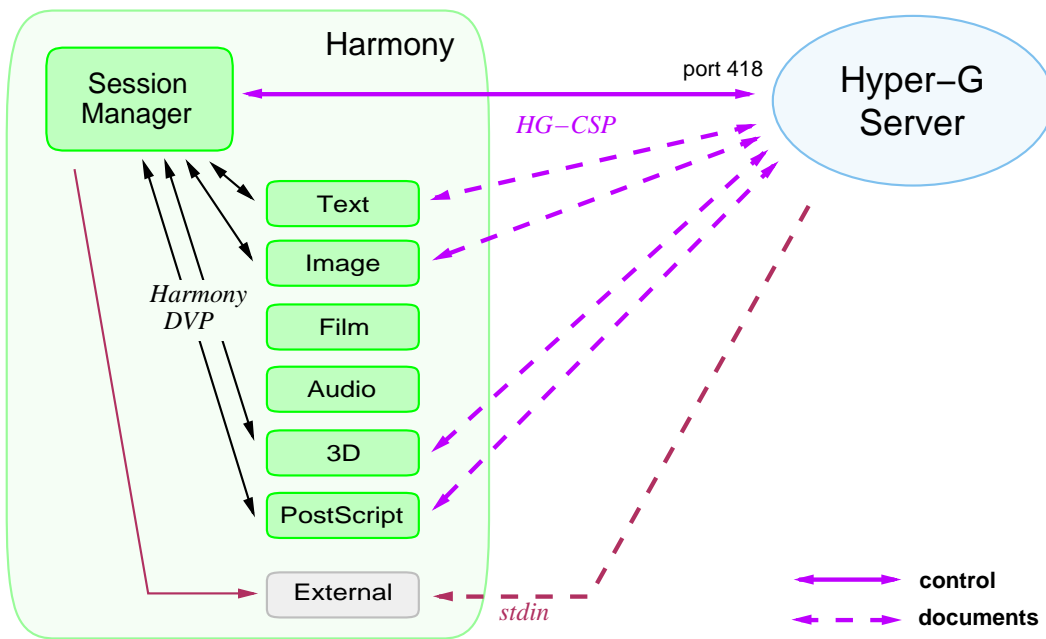 Harmony
Session
Manager
port 418
Hyper−G
Server
HG−CSP
Text
Image
Harmony
DVP
Film
Audio
3D
PostScript
External
stdin
control
documents